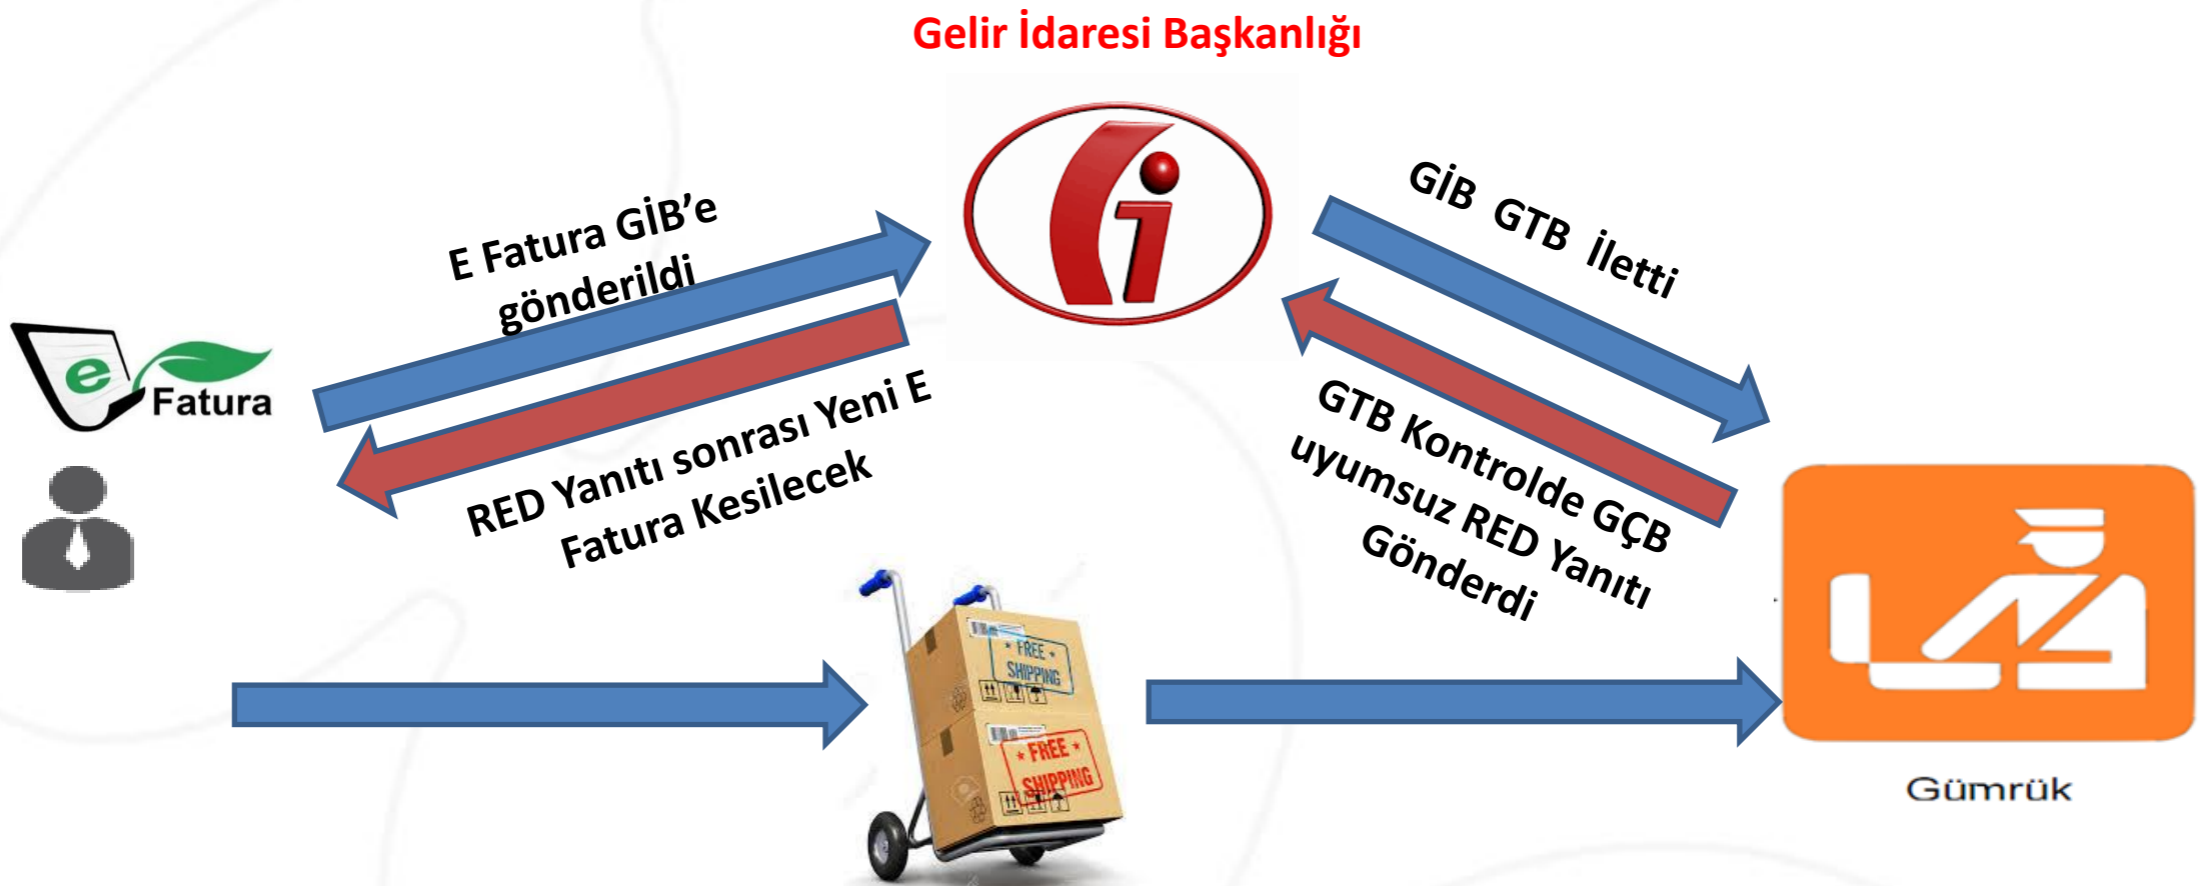 Gelir İdaresi Başkanlığı
E Fatura GİB’e
gönderildi
GİB GTB İletti
e
Fatura
RED Yanıtı sonrası Yeni E
Fatura Kesilecek
GTB Kontrolde GÇB
uyumsuz RED Yanıtı
Gönderdi
* FREE *
SHIPPING
* FREE *
SHIPPING
Gümrük